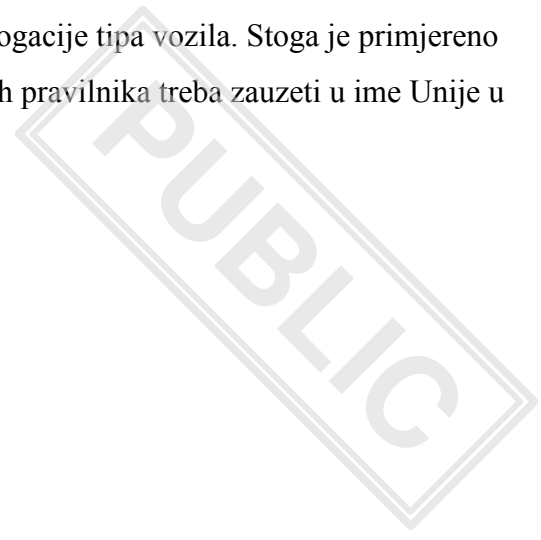 ogacije tipa vozila. Stoga je primjereno
h pravilnika treba zauzeti u ime Unije u
PUBLIC